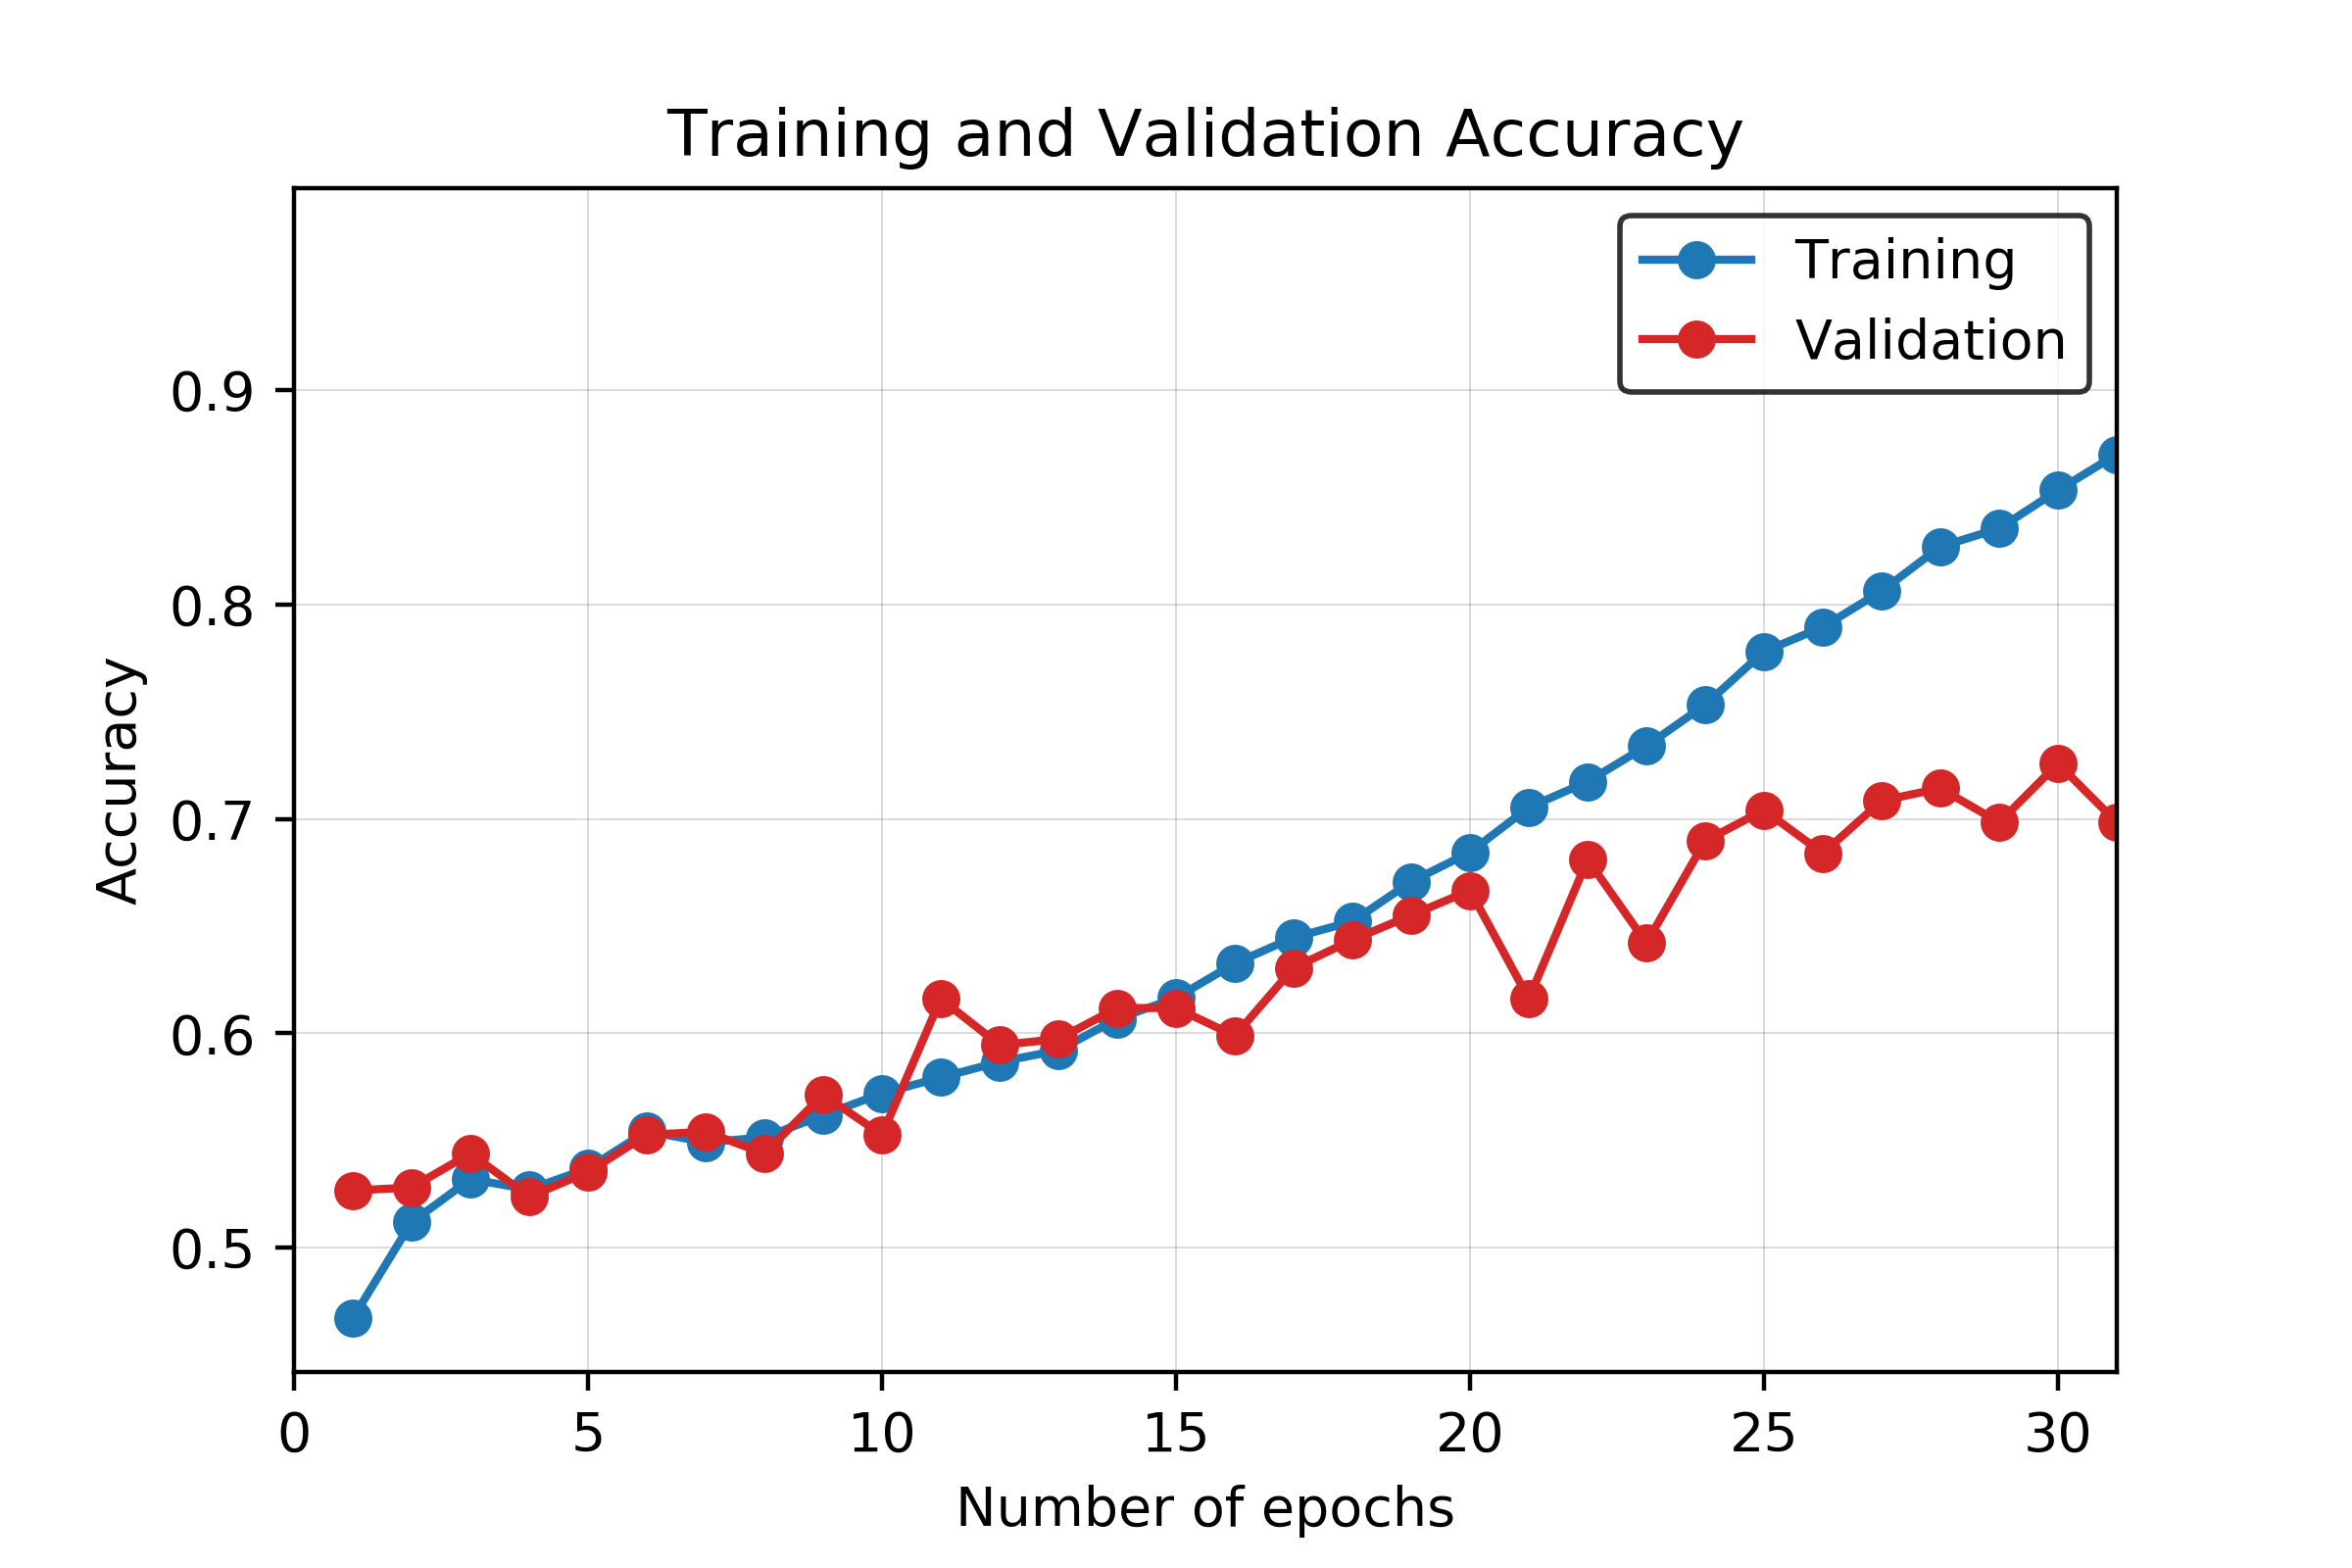 Training and Validation Accuracy
Training
Validation
0.9
0.8
0.7
0.6
0.5
Accuracy
0 5 10 15 20 25 30
Number of epochs